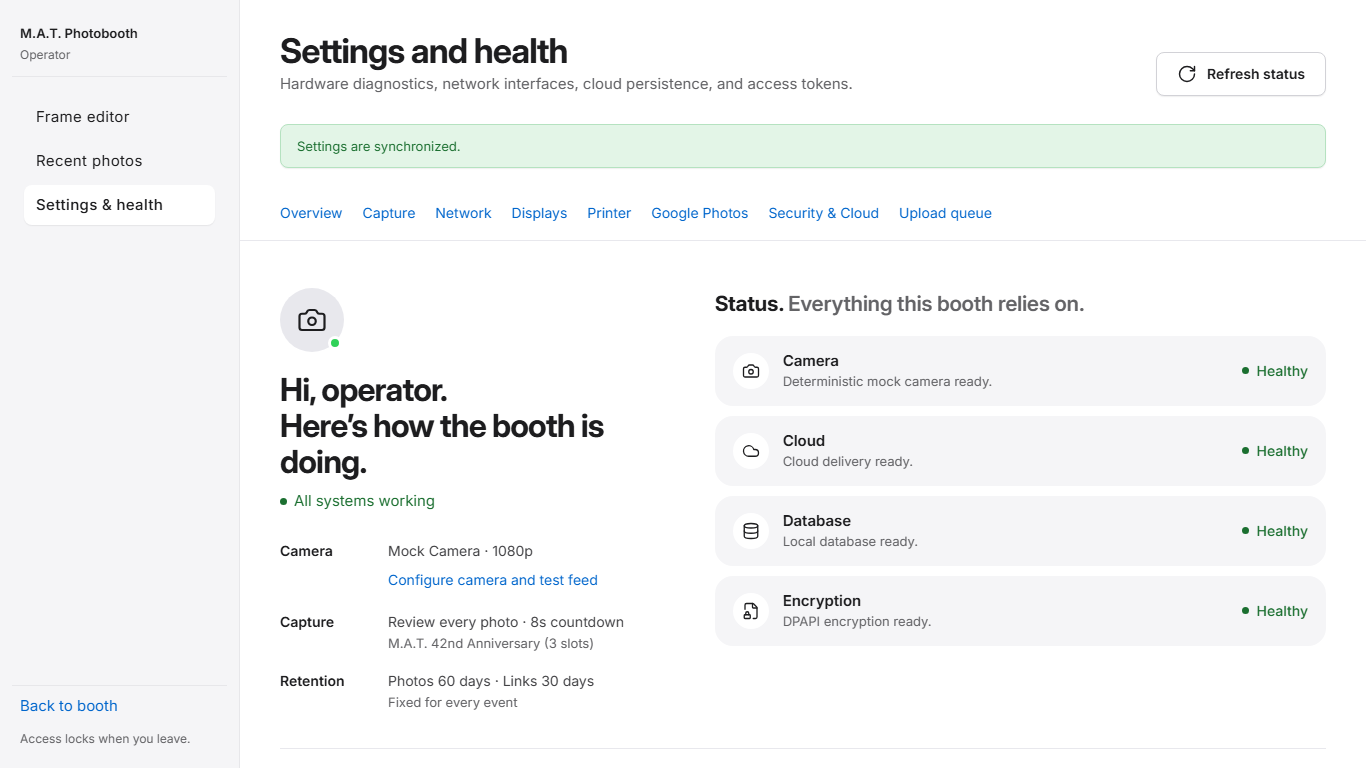 M.A.T. Photobooth
Operator
Frame editor
Recent photos
Settings & health
Back to booth
Access locks when you leave.
Settings and health
Hardware diagnostics, network interfaces, cloud persistence, and access tokens.
Refresh status
Settings are synchronized.
Overview Capture Network Displays Printer Google Photos Security & Cloud Upload queue
Hi, operator.
Here’s how the booth is
doing.
All systems working
Camera Mock Camera · 1080p
Configure camera and test feed
Capture Review every photo · 8s countdown
M.A.T. 42nd Anniversary (3 slots)
Retention Photos 60 days · Links 30 days
Fixed for every event
Status. Everything this booth relies on.
Camera
Deterministic mock camera ready.
Healthy
Cloud
Cloud delivery ready.
Healthy
Database
Local database ready.
Healthy
Encryption
DPAPI encryption ready.
Healthy